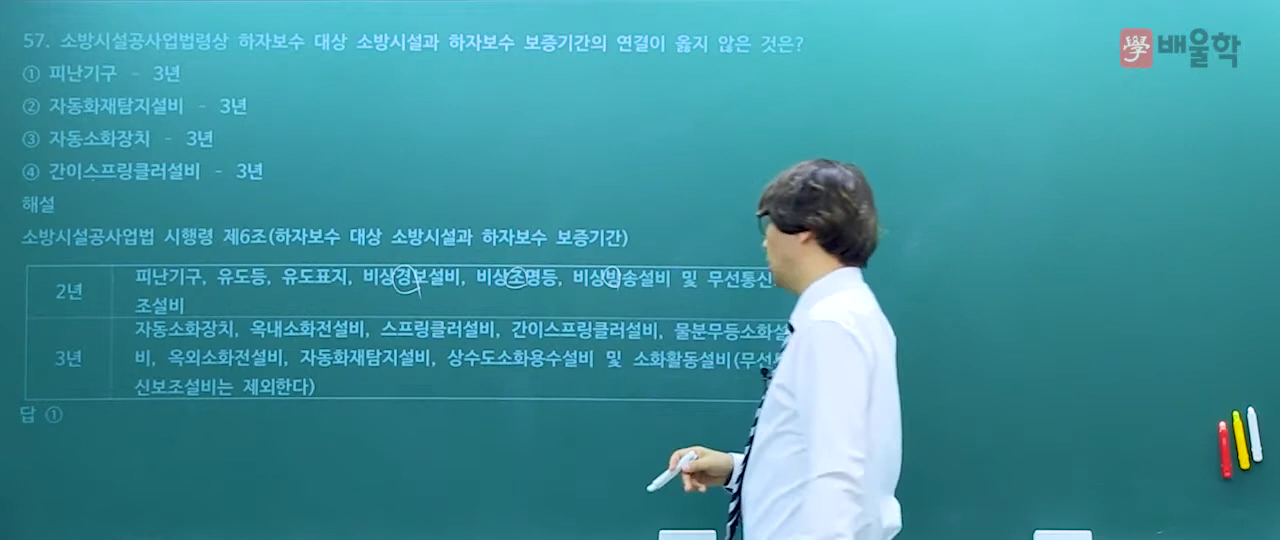 57. 소방시설공사업법령상 하자보수 대상 소방시설과 하자보수 보증기간의 연결이 옳지 않은 것은?
學 배울학
① 피난기구 - 3년
② 자동화재탐지설비 - 3년
③ 자동소화장치 - 3년
④ 간이스프링클러설비 - 3년
해설
소방시설공사업법 시행령 제6조(하자보수 대상 소방시설과 하자보수 보증기간)
2년
피난기구, 유도등, 유도표지, 비상경보설비, 비상조명등, 비상방송설비 및 무선통신
조설비
3년
자동소화장치, 옥내소화전설비, 스프링클러설비, 간이스프링클러설비, 물분무등소화설
비, 옥외소화전설비, 자동화재탐지설비, 상수도소화용수설비 및 소화활동설비(무선
신보조설비는 제외한다)
답 ①